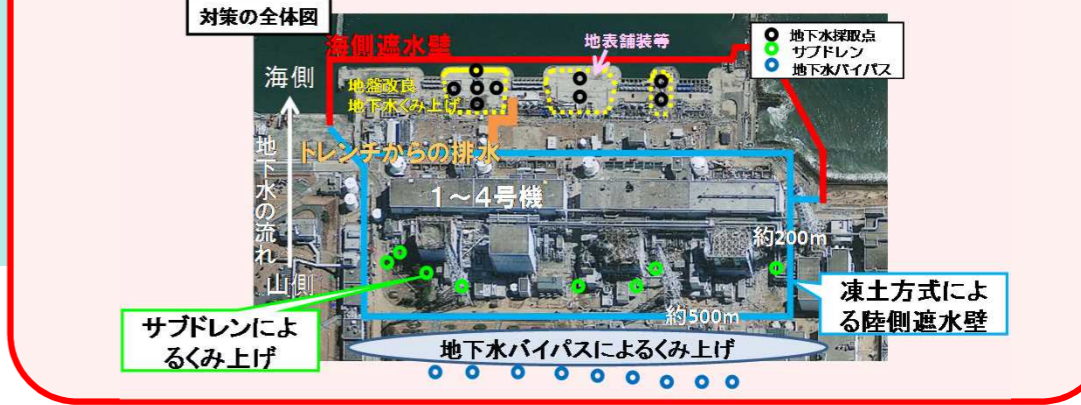 対策の全体図
海側遮水壁
地表舗装等
地下水採取点
サブドレン
地下水バイパス
海側
地盤改良
地下水くみ上げ
地下水の流れ
トレンチからの排水
1～4号機
約200m
山側
約500m
凍土方式によ
る陸側遮水壁
サブドレンによ
るくみ上げ
地下水バイパスによるくみ上げ